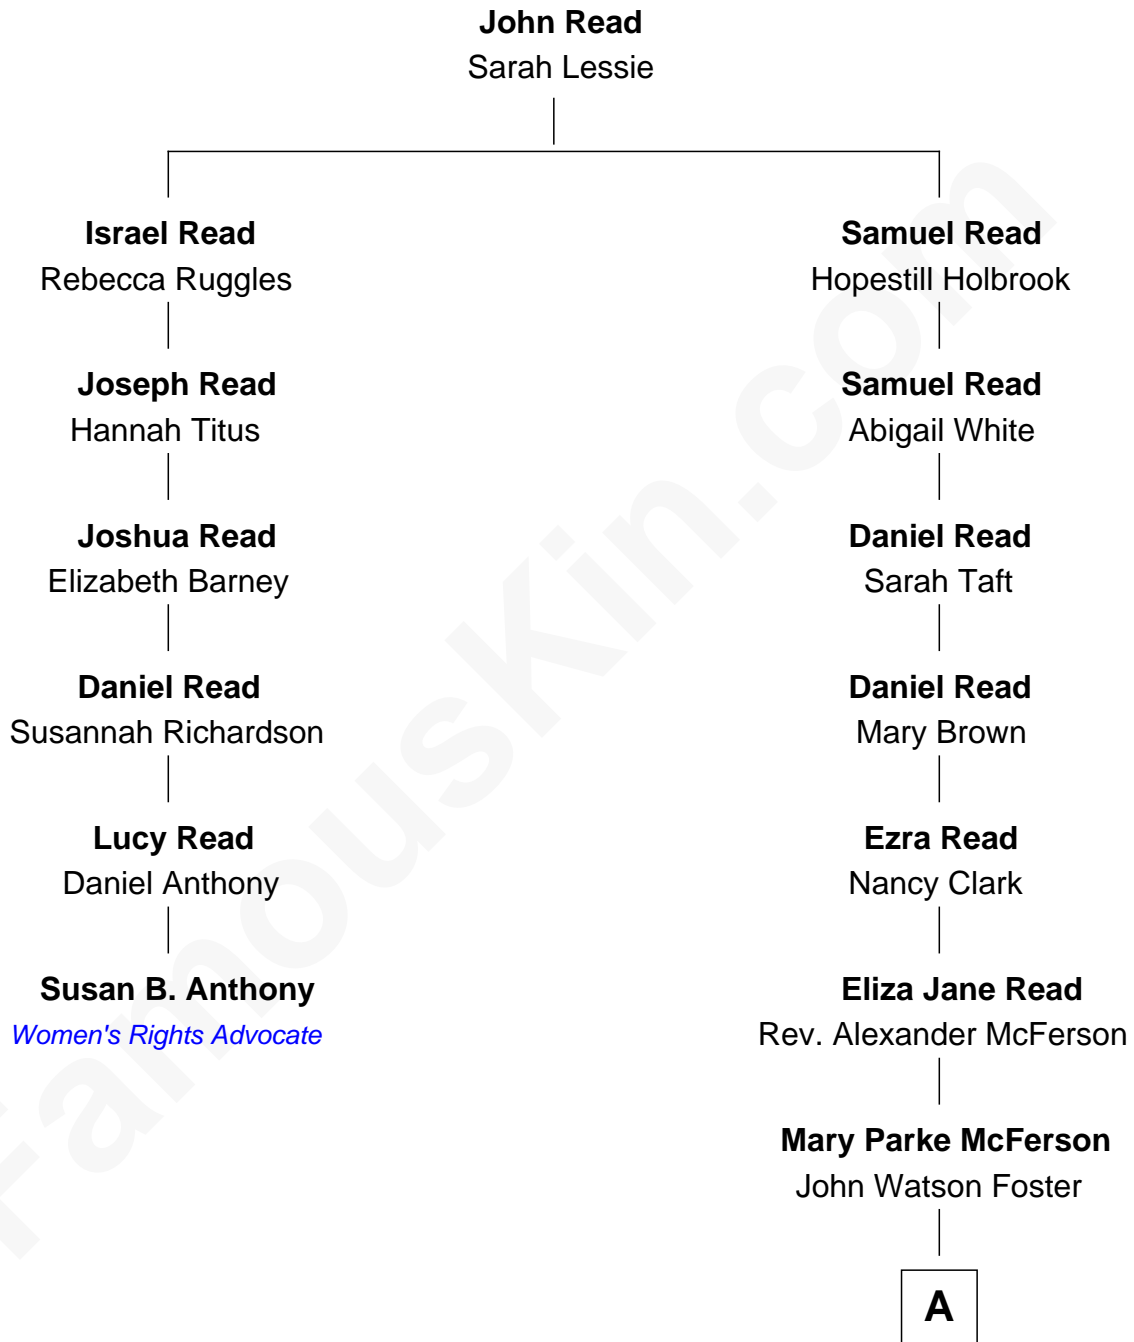 John Read
Sarah Lessie
Israel Read
Rebecca Ruggles
Samuel Read
Hopestill Holbrook
Joseph Read
Hannah Titus
Samuel Read
Abigail White
Joshua Read
Elizabeth Barney
Daniel Read
Sarah Taft
Daniel Read
Susannah Richardson
Daniel Read
Mary Brown
Lucy Read
Daniel Anthony
Ezra Read
Nancy Clark
Susan B. Anthony
Women's Rights Advocate
Eliza Jane Read
Rev. Alexander McFerson
Mary Parke McFerson
John Watson Foster
A
FamousKin.com